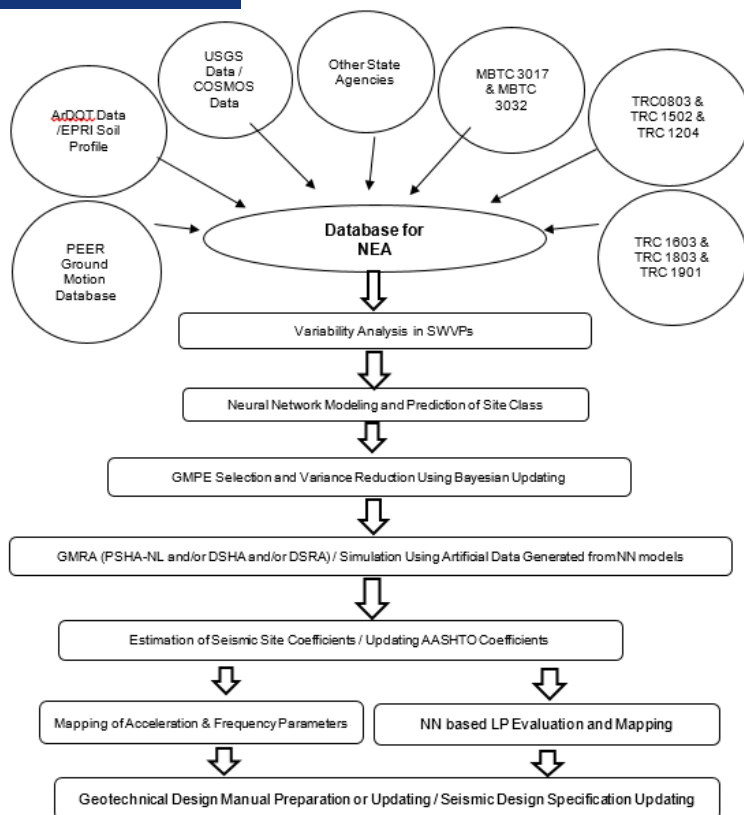 ArDOT Data
/EPRI Soil
Profile
USGS
Data /
COSMOS
Data
Other State
Agencies
MBTC 3017
& MBTC
3032
TRC0803 &
TRC 1502 &
TRC 1204
PEER
Ground
Motion
Database
Database for
NEA
TRC 1603 &
TRC 1803 &
TRC 1901
Variability Analysis in SWVPs
Neural Network Modeling and Prediction of Site Class
GMPE Selection and Variance Reduction Using Bayesian Updating
GMRA (PSHA-NL and/or DSHA and/or DSRA) / Simulation Using Artificial Data Generated from NN models
Estimation of Seismic Site Coefficients / Updating AASHTO Coefficients
Mapping of Acceleration & Frequency Parameters
NN based LP Evaluation and Mapping
Geotechnical Design Manual Preparation or Updating / Seismic Design Specification Updating